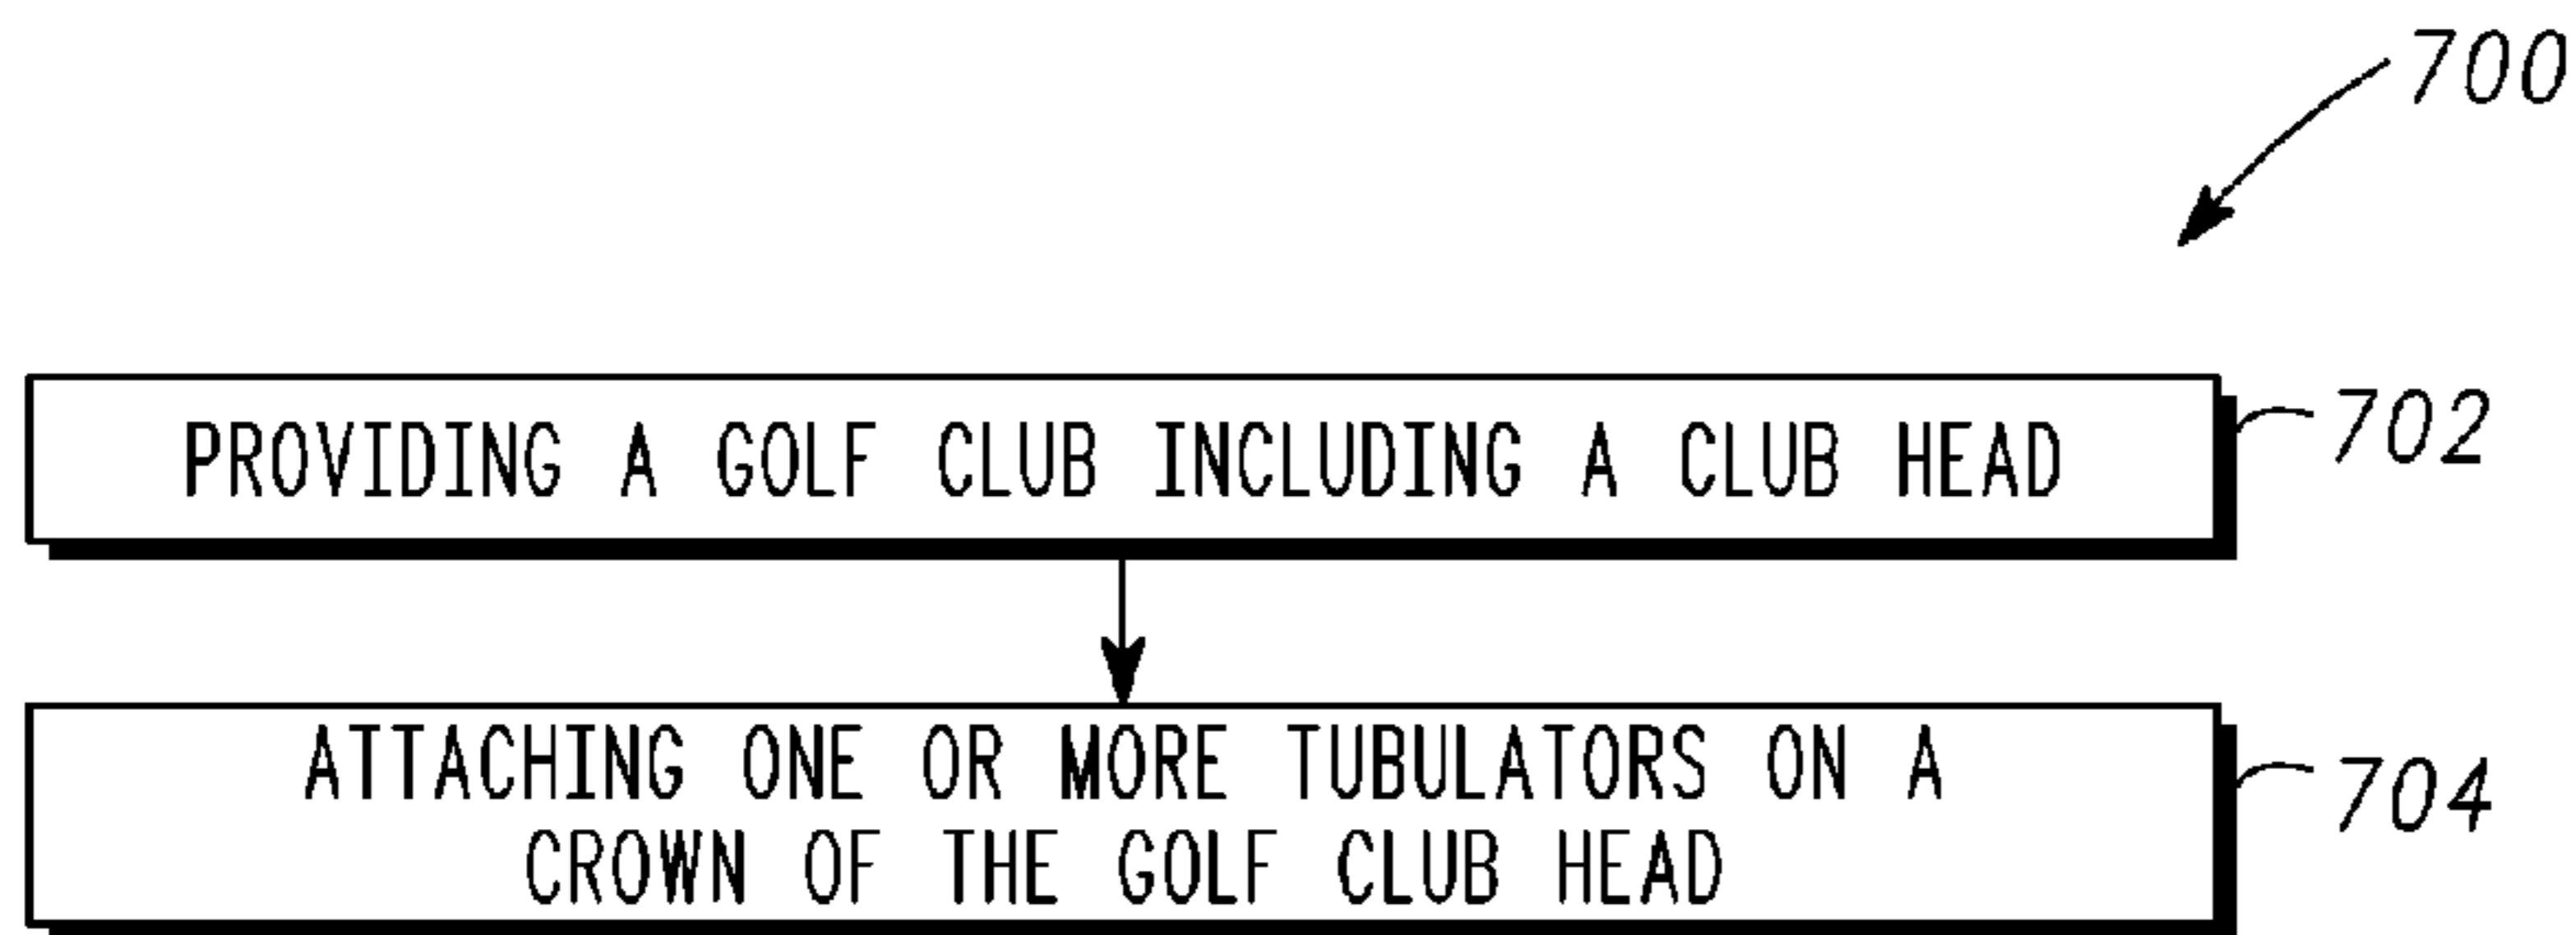 700
PROVIDING A GOLF CLUB INCLUDING A CLUB HEAD
702
ATTACHING ONE OR MORE TUBULATORS ON A
CROWN OF THE GOLF CLUB HEAD
704